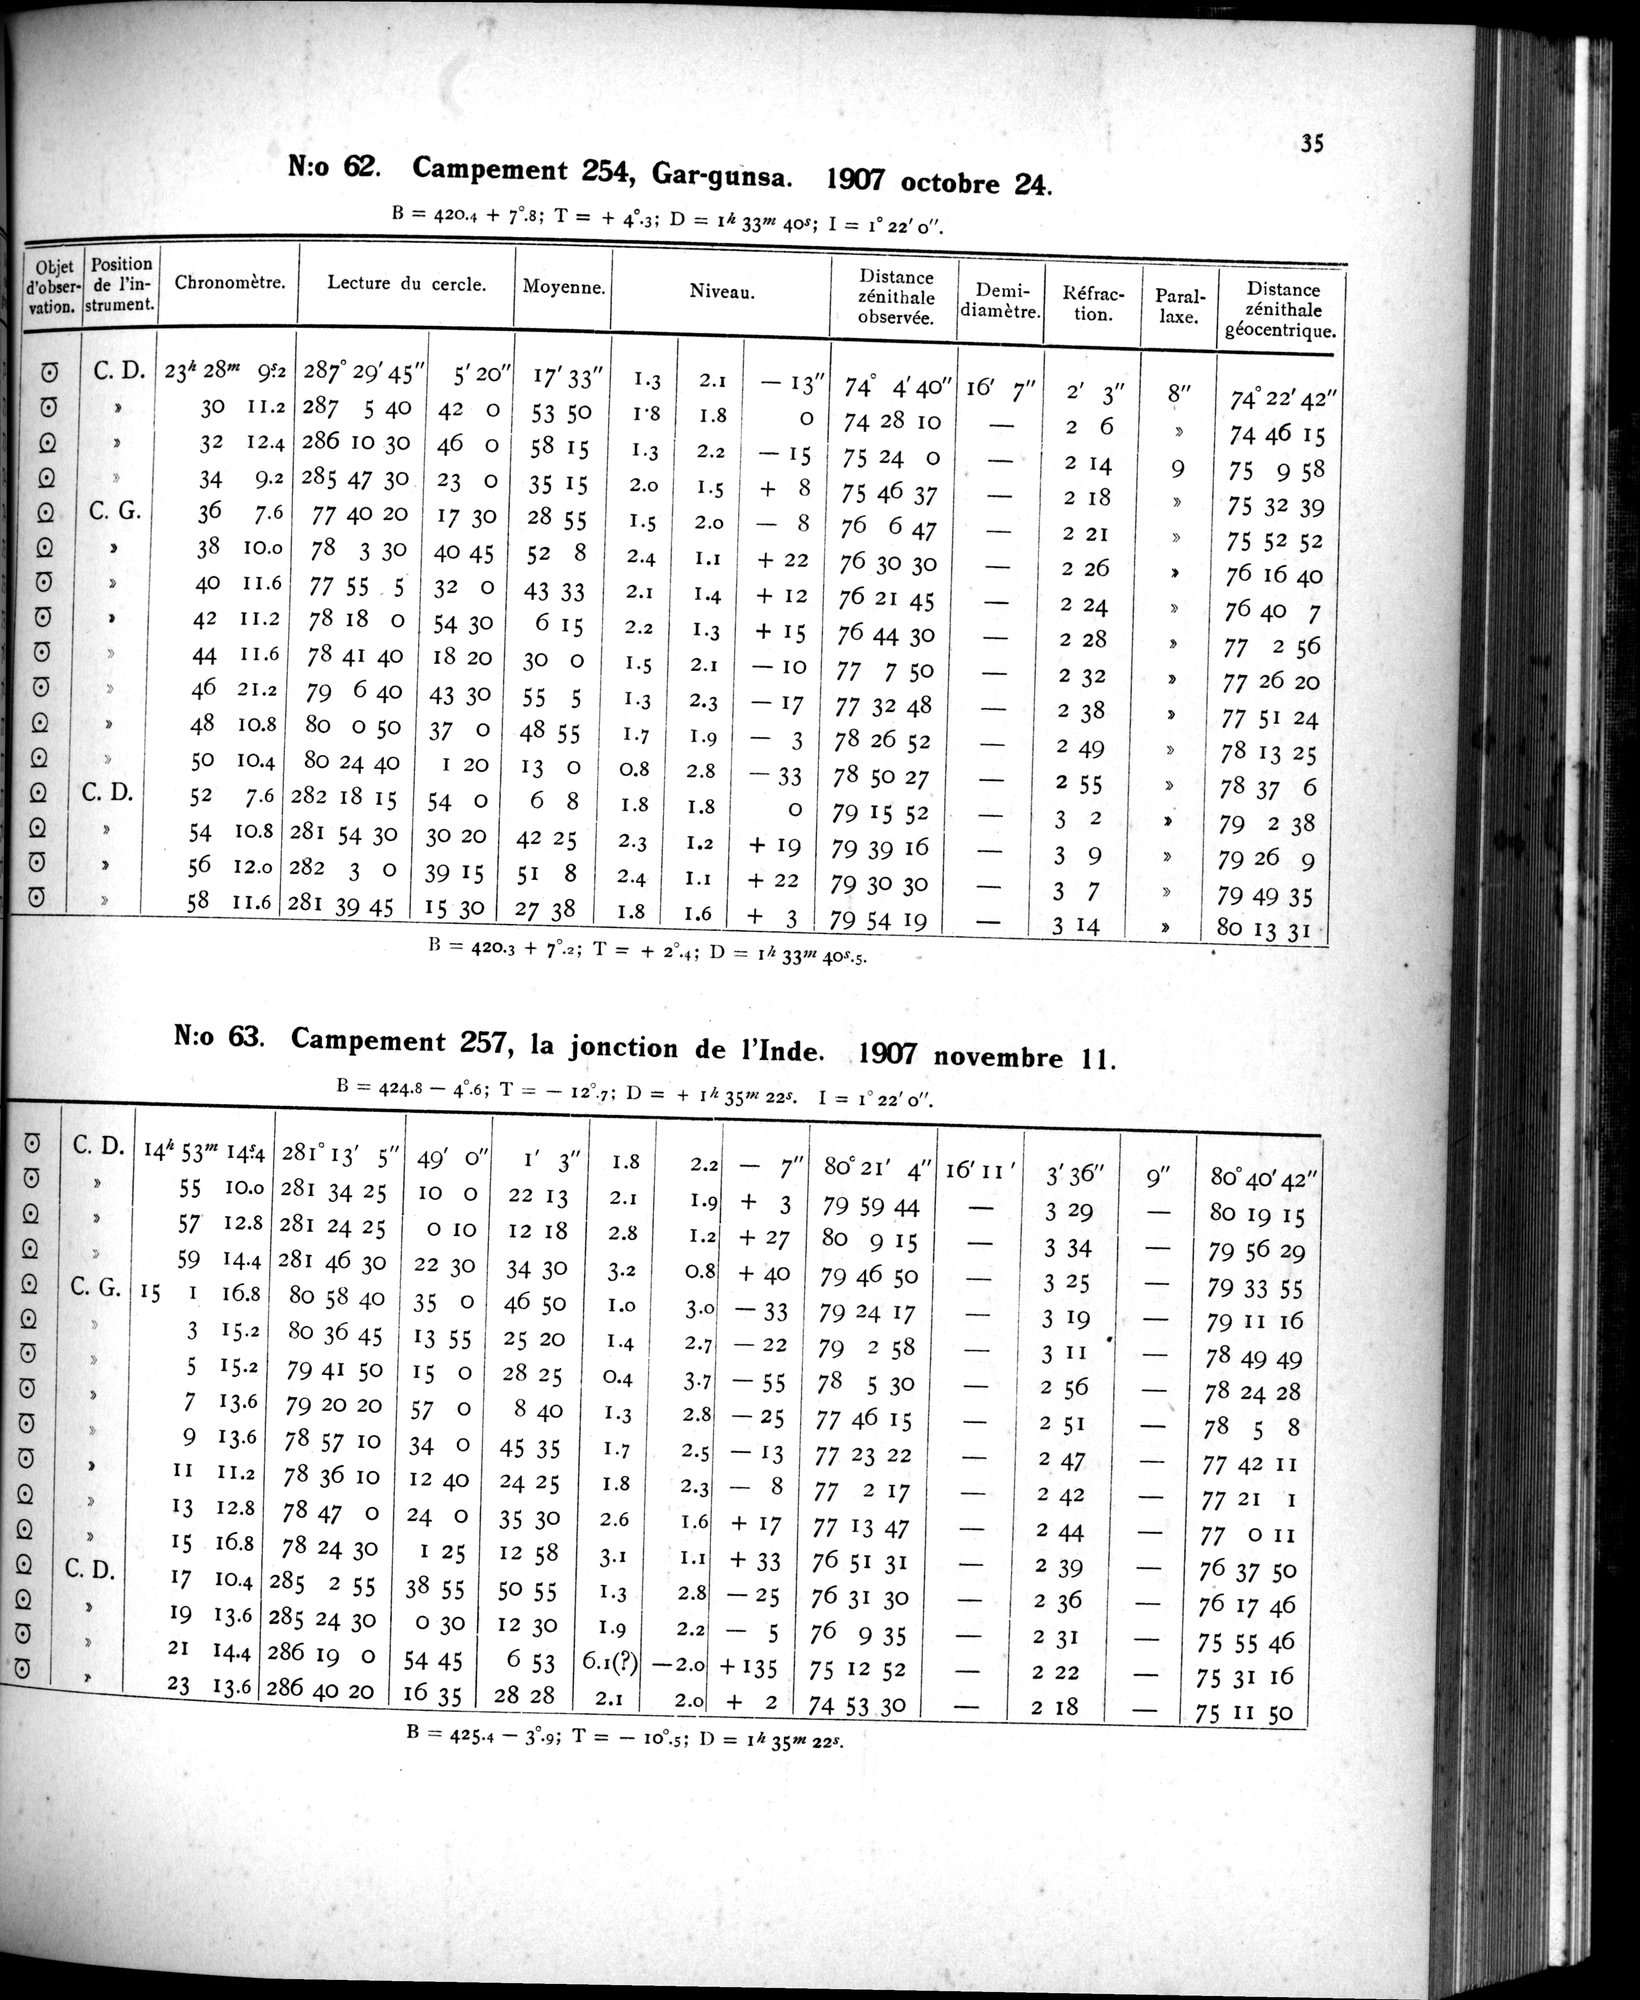 35
N:o 62. Campement 254, Gar-gunsa. 1907 octobre 24.
B = 420.4 + 7°.8; T = + 4°.3; D = 1h 33m 40s; I = 1° 22′ 0″.
Objet d'observation. Position de l'instrument. Chronomètre. Lecture du cercle. Moyenne. Niveau. Distance zénithale observée. Demi-diamètre. Réfraction. Parallaxe. Distance zénithale géocentrique.
C. D. 23h 28m 9s.2 287° 29′ 45″ 5′ 20″ 17′ 33″ 1.3 2.1 — 13″ 74° 4′ 40″ 16′ 7″ 2′ 3″ 8″ 74° 22′ 42″
» 30 11.2 287 5 40 42 0 53 50 1.8 1.8 0 74 28 10 — 2 6 » 74 46 15
» 32 12.4 286 10 30 46 0 58 15 1.3 2.2 — 15 75 24 0 — 2 14 9 75 9 58
» 34 9.2 285 47 30 23 0 35 15 2.0 1.5 + 8 75 46 37 — 2 18 » 75 32 39
C. G. 36 7.6 77 40 20 17 30 28 55 1.5 2.0 — 8 76 6 47 — 2 21 » 75 52 52
» 38 10.0 78 3 30 40 45 52 8 2.4 1.1 + 22 76 30 30 — 2 26 » 76 16 40
» 40 11.6 77 55 5 32 0 43 33 2.1 1.4 + 12 76 21 45 — 2 24 » 76 40 7
» 42 11.2 78 18 0 54 30 6 15 2.2 1.3 + 15 76 44 30 — 2 28 » 77 2 56
» 44 11.6 78 41 40 18 20 30 0 1.5 2.1 — 10 77 7 50 — 2 32 » 77 26 20
» 46 21.2 79 6 40 43 30 55 5 1.3 2.3 — 17 77 32 48 — 2 38 » 77 51 24
» 48 10.8 80 0 50 37 0 48 55 1.7 1.9 — 3 78 26 52 — 2 49 » 78 13 25
» 50 10.4 80 24 40 1 20 13 0 0.8 2.8 — 33 78 50 27 — 2 55 » 78 37 6
C. D. 52 7.6 282 18 15 54 0 6 8 1.8 1.8 0 79 15 52 — 3 2 » 79 2 38
» 54 10.8 281 54 30 30 20 42 25 2.3 1.2 + 19 79 39 16 — 3 9 » 79 26 9
» 56 12.0 282 3 0 39 15 51 8 2.4 1.1 + 22 79 30 30 — 3 7 » 79 49 35
» 58 11.6 281 39 45 15 30 27 38 1.8 1.6 + 3 79 54 19 — 3 14 » 80 13 31
B = 420.3 + 7°.2; T = + 2°.4; D = 1h 33m 40s.5.
N:o 63. Campement 257, la jonction de l'Inde. 1907 novembre 11.
B = 424.8 — 4°.6; T = — 12°.7; D = + 1h 35m 22s. I = 1° 22′ 0″.
C. D. 14h 53m 14s.4 281° 13′ 5″ 49′ 0″ 1′ 3″ 1.8 2.2 — 7″ 80° 21′ 4″ 16′ 11′ 3′ 36″ 9″ 80° 40′ 42″
» 55 10.0 281 34 25 10 0 22 13 2.1 1.9 + 3 79 59 44 — 3 29 — 80 19 15
» 57 12.8 281 24 25 0 10 12 18 2.8 1.2 + 27 80 9 15 — 3 34 — 79 56 29
» 59 14.4 281 46 30 22 30 34 30 3.2 0.8 + 40 79 46 50 — 3 25 — 79 33 55
C. G. 15 1 16.8 80 58 40 35 0 46 50 1.0 3.0 — 33 79 24 17 — 3 19 — 79 11 16
» 3 15.2 80 36 45 13 55 25 20 1.4 2.7 — 22 79 2 58 — 3 11 — 78 49 49
» 5 15.2 79 41 50 15 0 28 25 0.4 3.7 — 55 78 5 30 — 2 56 — 78 24 28
» 7 13.6 79 20 20 57 0 8 40 1.3 2.8 — 25 77 46 15 — 2 51 — 78 5 8
» 9 13.6 78 57 10 34 0 45 35 1.7 2.5 — 13 77 23 22 — 2 47 — 77 42 11
» 11 11.2 78 36 10 12 40 24 25 1.8 2.3 — 8 77 2 17 — 2 42 — 77 21 1
» 13 12.8 78 47 0 24 0 35 30 2.6 1.6 + 17 77 13 47 — 2 44 — 77 0 11
» 15 16.8 78 24 30 1 25 12 58 3.1 1.1 + 33 76 51 31 — 2 39 — 76 37 50
C. D. 17 10.4 285 2 55 38 55 50 55 1.3 2.8 — 25 76 31 30 — 2 36 — 76 17 46
» 19 13.6 285 24 30 0 30 12 30 1.9 2.2 — 5 76 9 35 — 2 31 — 75 55 46
» 21 14.4 286 19 0 54 45 6 53 6.1(?) —2.0 +135 75 12 52 — 2 22 — 75 31 16
» 23 13.6 286 40 20 16 35 28 28 2.1 2.0 + 2 74 53 30 — 2 18 — 75 11 50
B = 425.4 — 3°.9; T = — 10°.5; D = 1h 35m 22s.